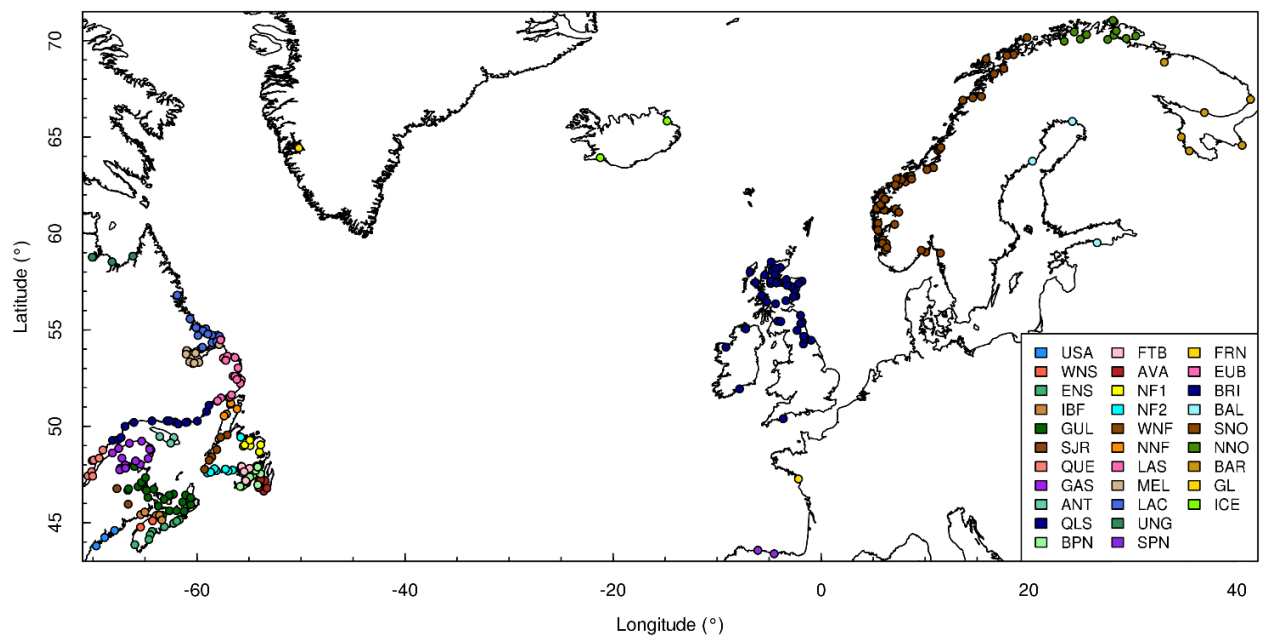 70
65
60
55
50
45
Latitude (°)
-60 -40 -20 0 20 40
Longitude (°)
USA FTB FRN
WNS AVA EUB
ENS NF1 BRI
IBF NF2 BAL
GUL WNF SNO
SJR NNF NNO
QUE LAS BAR
GAS MEL GL
ANT LAC ICE
QLS UNG
BPN SPN